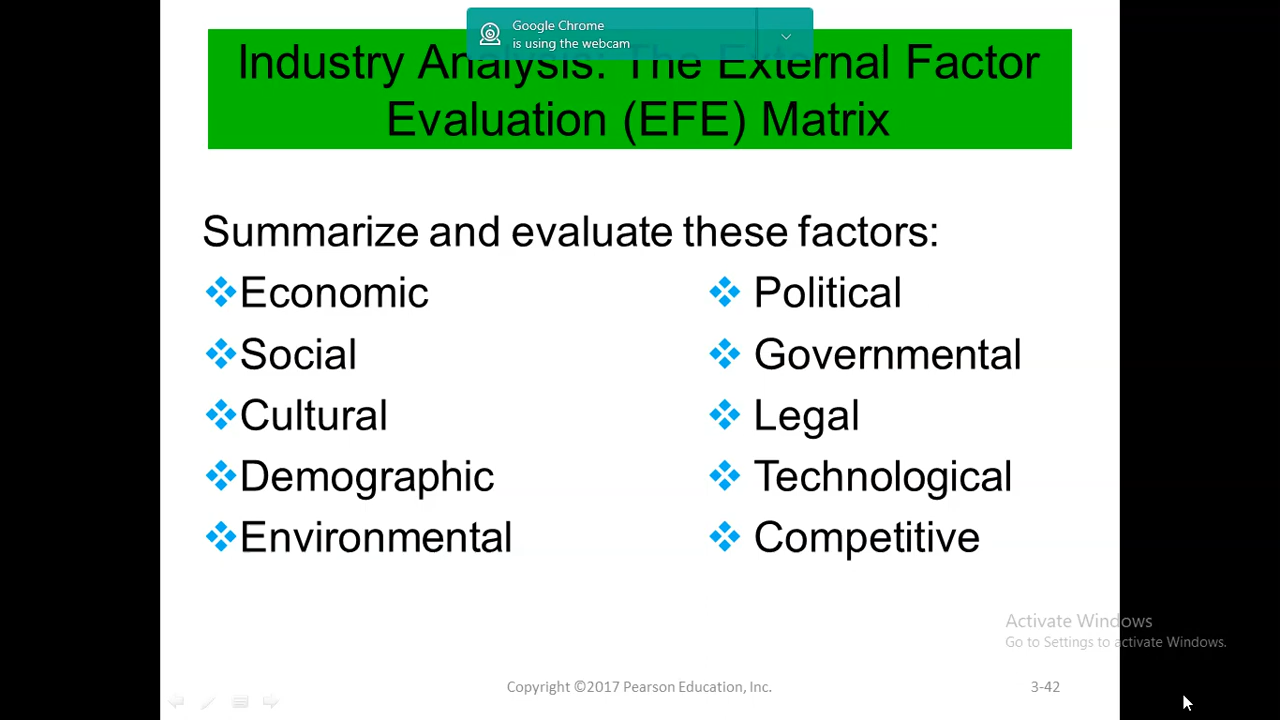 Google Chrome
is using the webcam
Industry Analysis: The External Factor
Evaluation (EFE) Matrix
Summarize and evaluate these factors:
Economic
Social
Cultural
Demographic
Environmental
Political
Governmental
Legal
Technological
Competitive
Activate Windows
Go to Settings to activate Windows.
Copyright ©2017 Pearson Education, Inc.
3-42